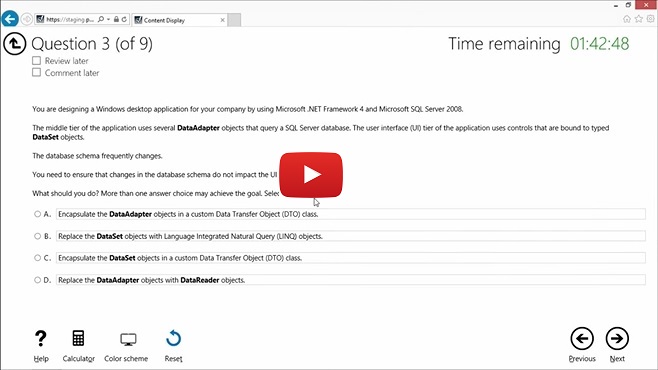 https://staging.p...
Content Display
Question 3 (of 9)
Time remaining 01:42:48
Review later
Comment later
You are designing a Windows desktop application for your company by using Microsoft .NET Framework 4 and Microsoft SQL Server 2008.
The middle tier of the application uses several DataAdapter objects that query a SQL Server database. The user interface (UI) tier of the application uses controls that are bound to typed
DataSet objects.
The database schema frequently changes.
You need to ensure that changes in the database schema do not impact the UI
What should you do? More than one answer choice may achieve the goal.
A. Encapsulate the DataAdapter objects in a custom Data Transfer Object (DTO) class.
B. Replace the DataSet objects with Language Integrated Natural Query (LINQ) objects.
C. Encapsulate the DataSet objects in a custom Data Transfer Object (DTO) class.
D. Replace the DataAdapter objects with DataReader objects.
?
Help
Calculator
Color scheme
Reset
Previous
Next